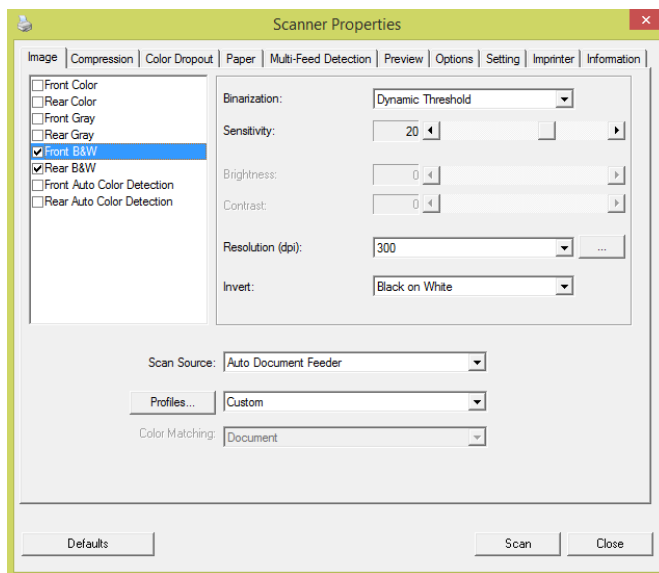 Scanner Properties
Image Compression Color Dropout Paper Multi-Feed Detection Preview Options Setting Imprinter Information
Front Color
Rear Color
Front Gray
Rear Gray
Front B&W
Rear B&W
Front Auto Color Detection
Rear Auto Color Detection
Binarization: Dynamic Threshold
Sensitivity: 20
Brightness: 0
Contrast: 0
Resolution (dpi): 300 ...
Invert: Black on White
Scan Source: Auto Document Feeder
Profiles... Custom
Color Matching: Document
Defaults Scan Close